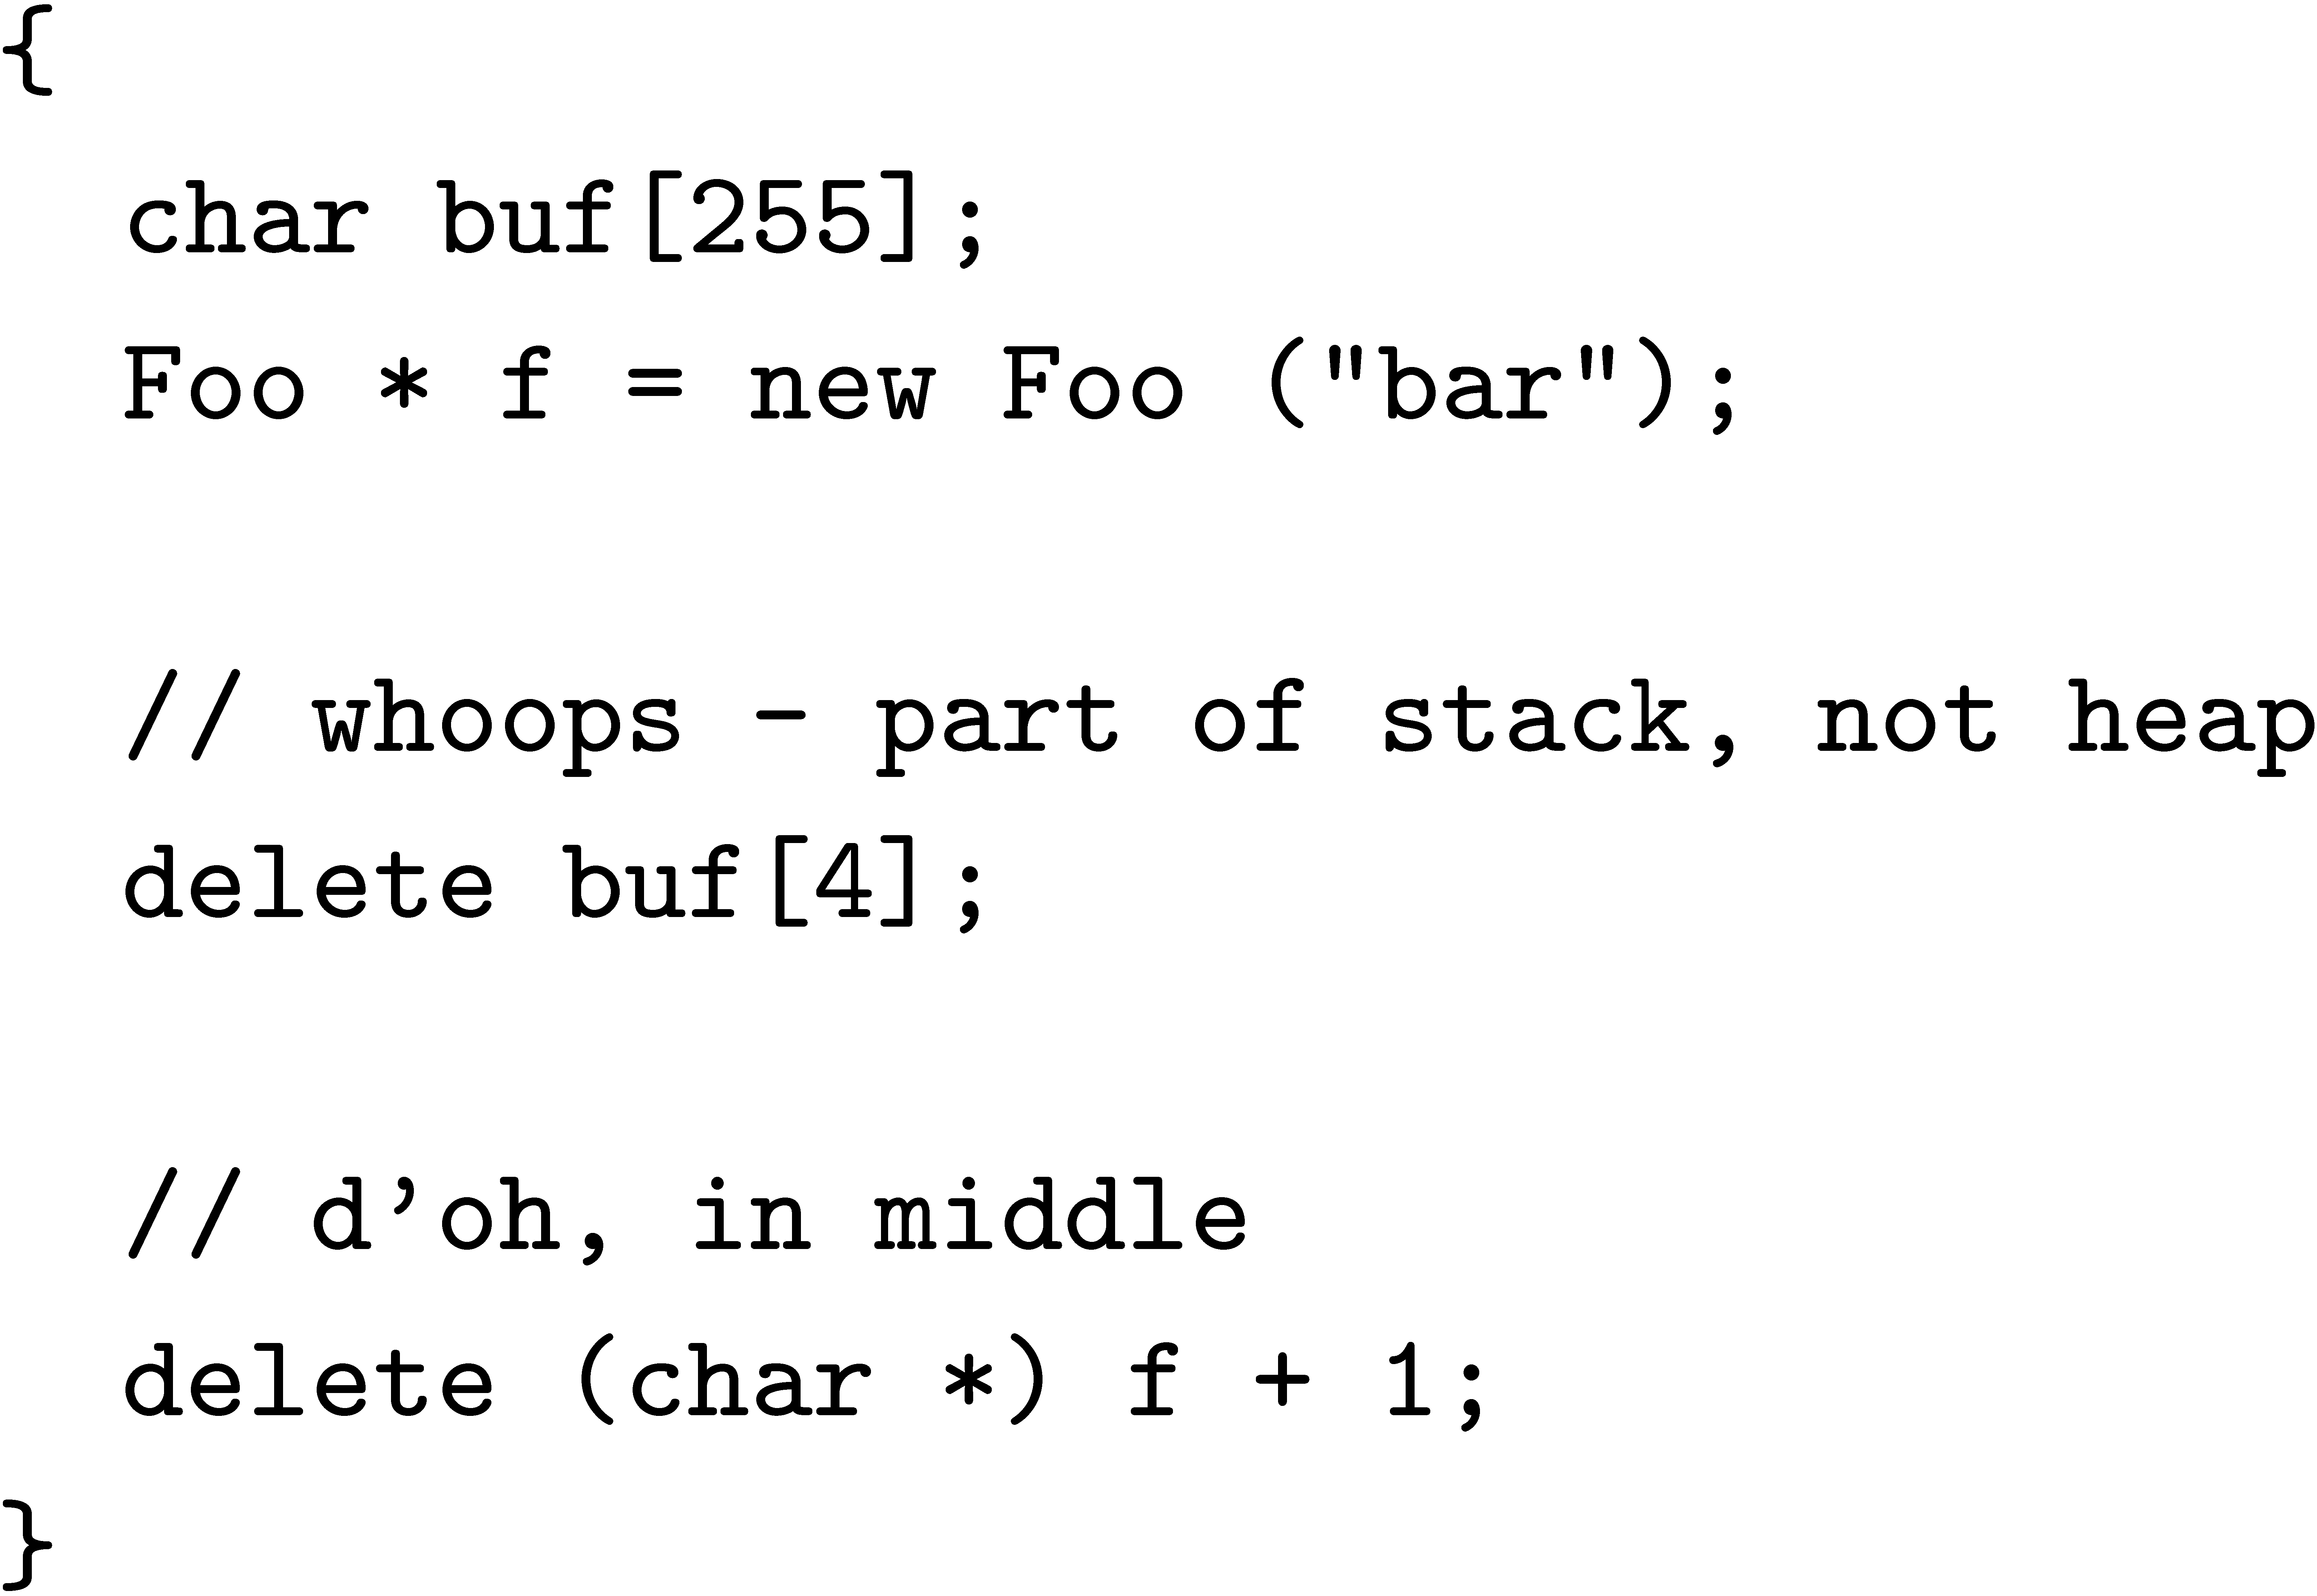 {
char buf[255];
Foo * f = new Foo ("bar");
// whoops - part of stack, not heap
delete buf[4];
// d'oh, in middle
delete (char *) f + 1;
}